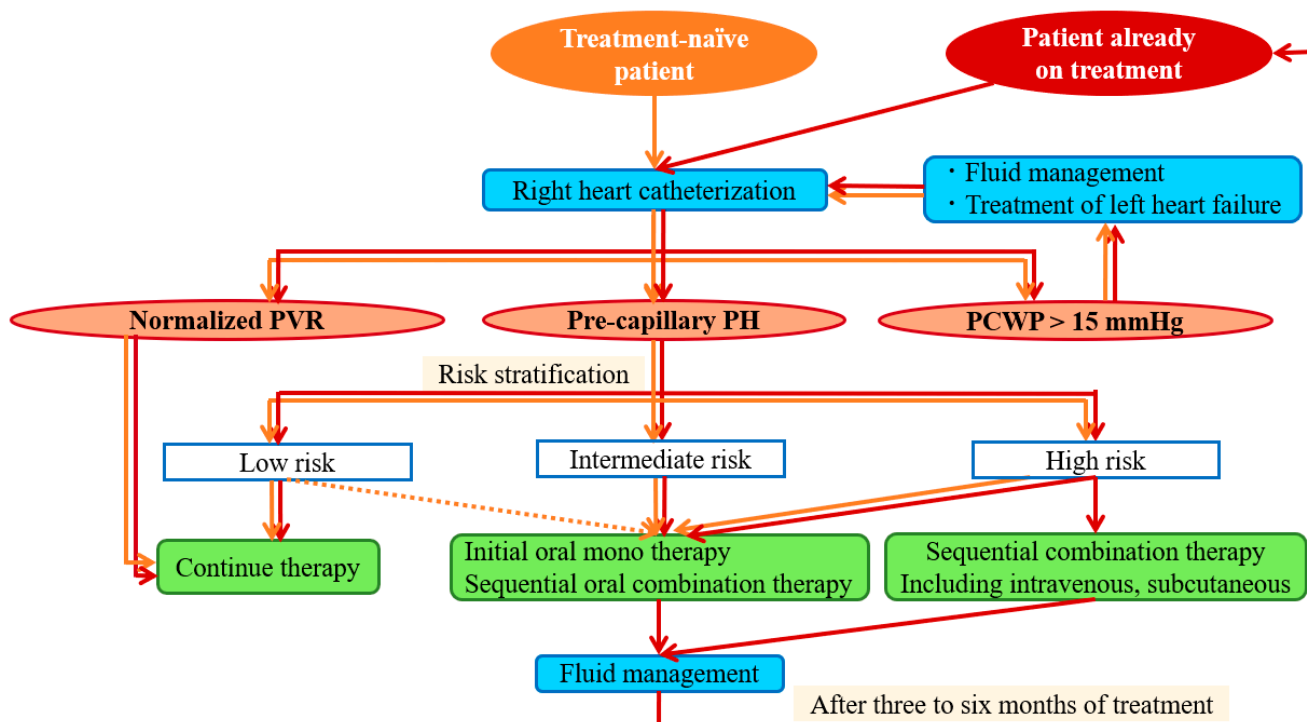 Treatment-naïve
patient
Patient already
on treatment
Right heart catheterization
・Fluid management
・Treatment of left heart failure
Normalized PVR
Pre-capillary PH
PCWP > 15 mmHg
Risk stratification
Low risk
Intermediate risk
High risk
Continue therapy
Initial oral mono therapy
Sequential oral combination therapy
Sequential combination therapy
Including intravenous, subcutaneous
Fluid management
After three to six months of treatment